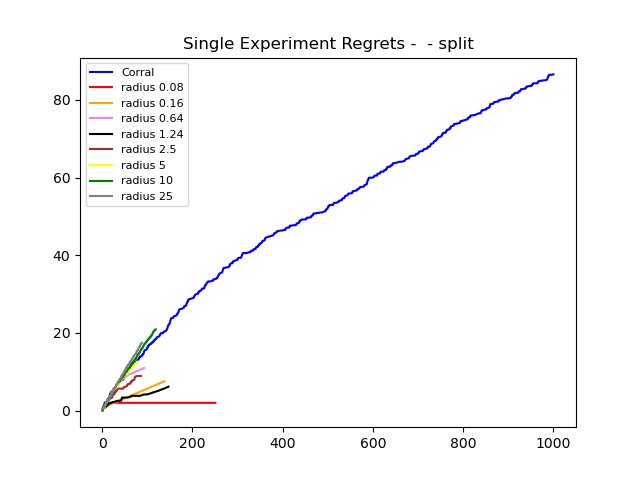 Single Experiment Regrets -  - split
Corral
radius 0.08
radius 0.16
radius 0.64
radius 1.24
radius 2.5
radius 5
radius 10
radius 25
80
60
40
20
0
0 200 400 600 800 1000